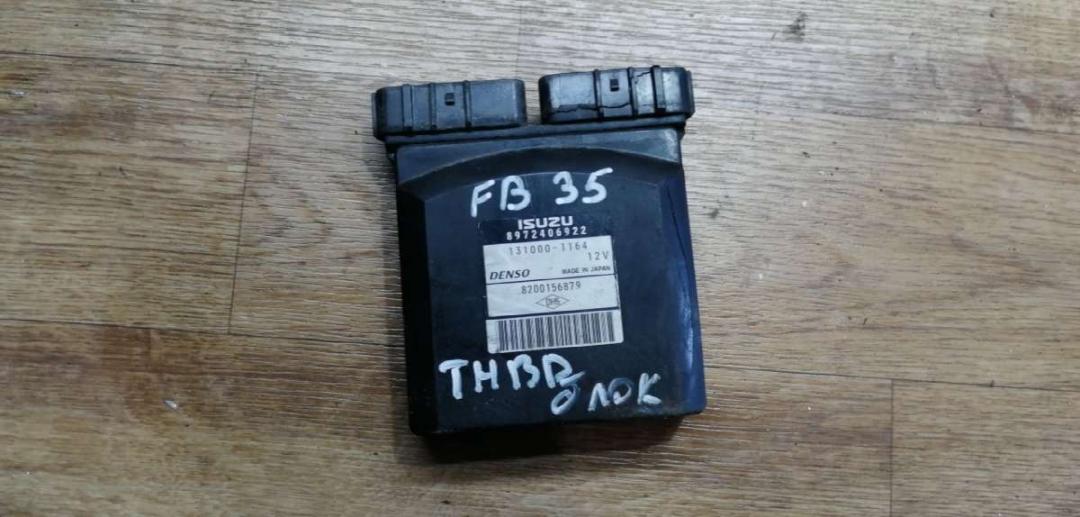 FB 35
ISUZU
8972406922
131000-1164
12V
DENSO MADE IN JAPAN
8200156879
ТНВД
блок